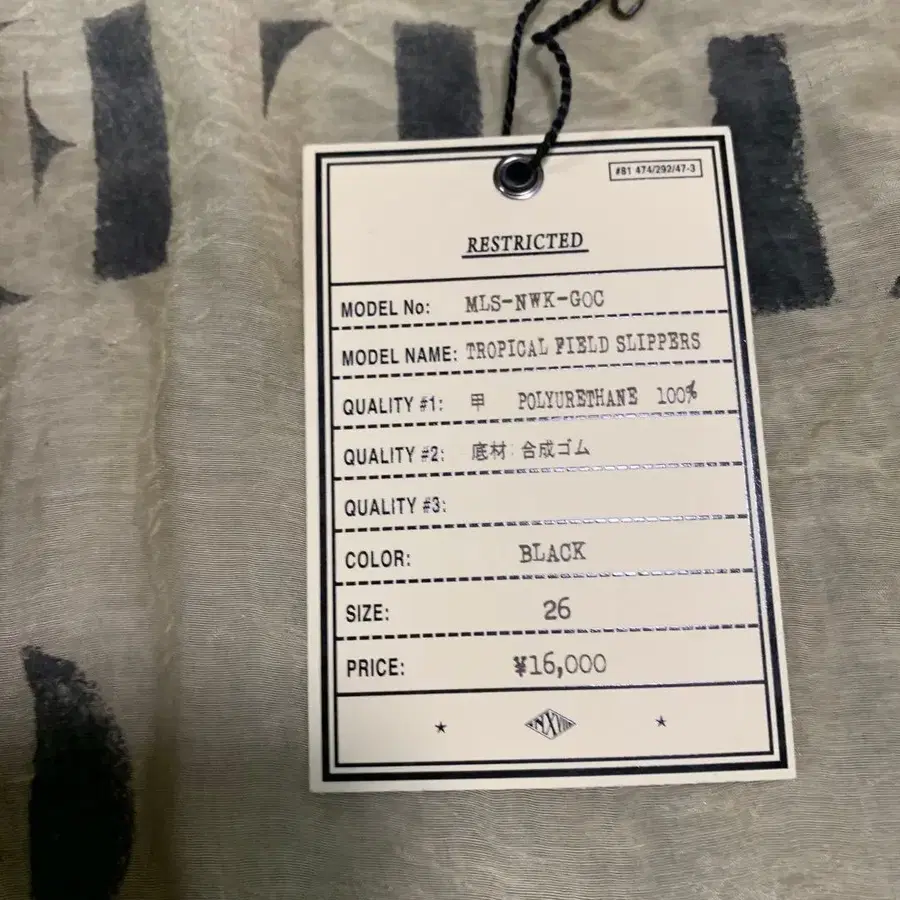 #81 474/292/47-3
RESTRICTED
MODEL No: MLS-NWK-GOC
MODEL NAME: TROPICAL FIELD SLIPPERS
QUALITY #1: 甲 POLYURETHANE 100%
QUALITY #2: 底材:合成ゴム
QUALITY #3:
COLOR: BLACK
SIZE: 26
PRICE: ¥16,000